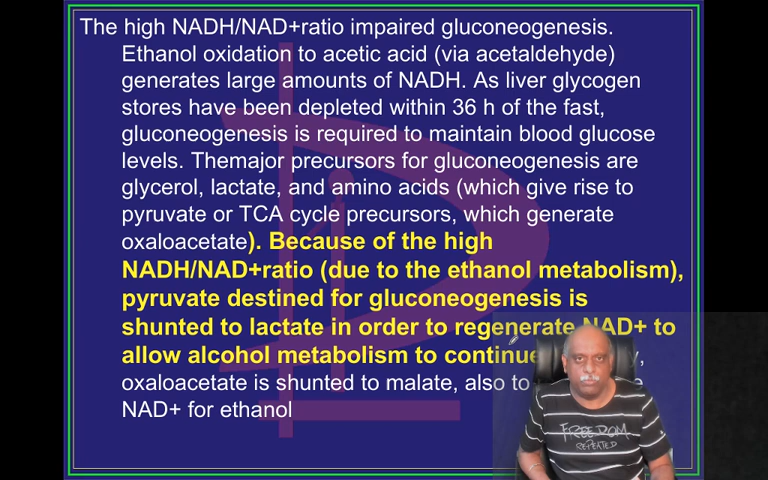 The high NADH/NAD+ratio impaired gluconeogenesis.
Ethanol oxidation to acetic acid (via acetaldehyde)
generates large amounts of NADH. As liver glycogen
stores have been depleted within 36 h of the fast,
gluconeogenesis is required to maintain blood glucose
levels. Themajor precursors for gluconeogenesis are
glycerol, lactate, and amino acids (which give rise to
pyruvate or TCA cycle precursors, which generate
oxaloacetate). Because of the high
NADH/NAD+ratio (due to the ethanol metabolism),
pyruvate destined for gluconeogenesis is
shunted to lactate in order to regenerate NAD+ to
allow alcohol metabolism to continue
oxaloacetate is shunted to malate, also to
NAD+ for ethanol
FREEDOM
REPEATED